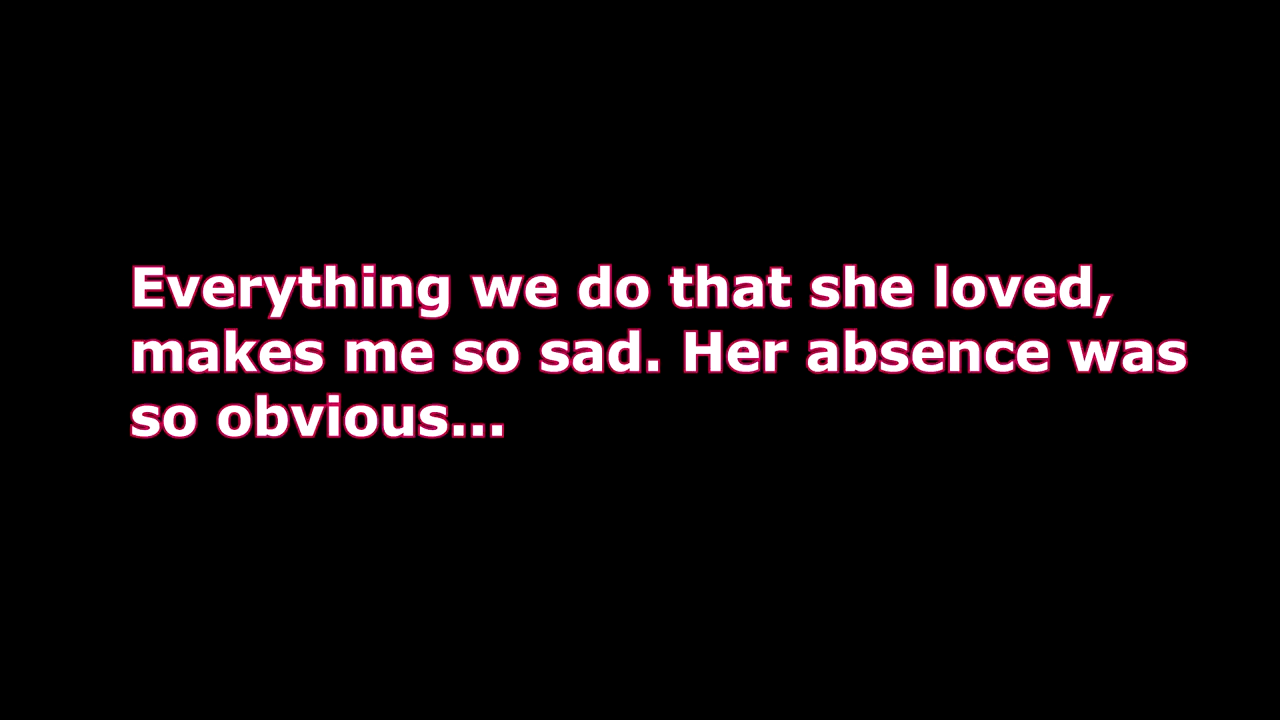 Everything we do that she loved,
makes me so sad. Her absence was
so obvious...